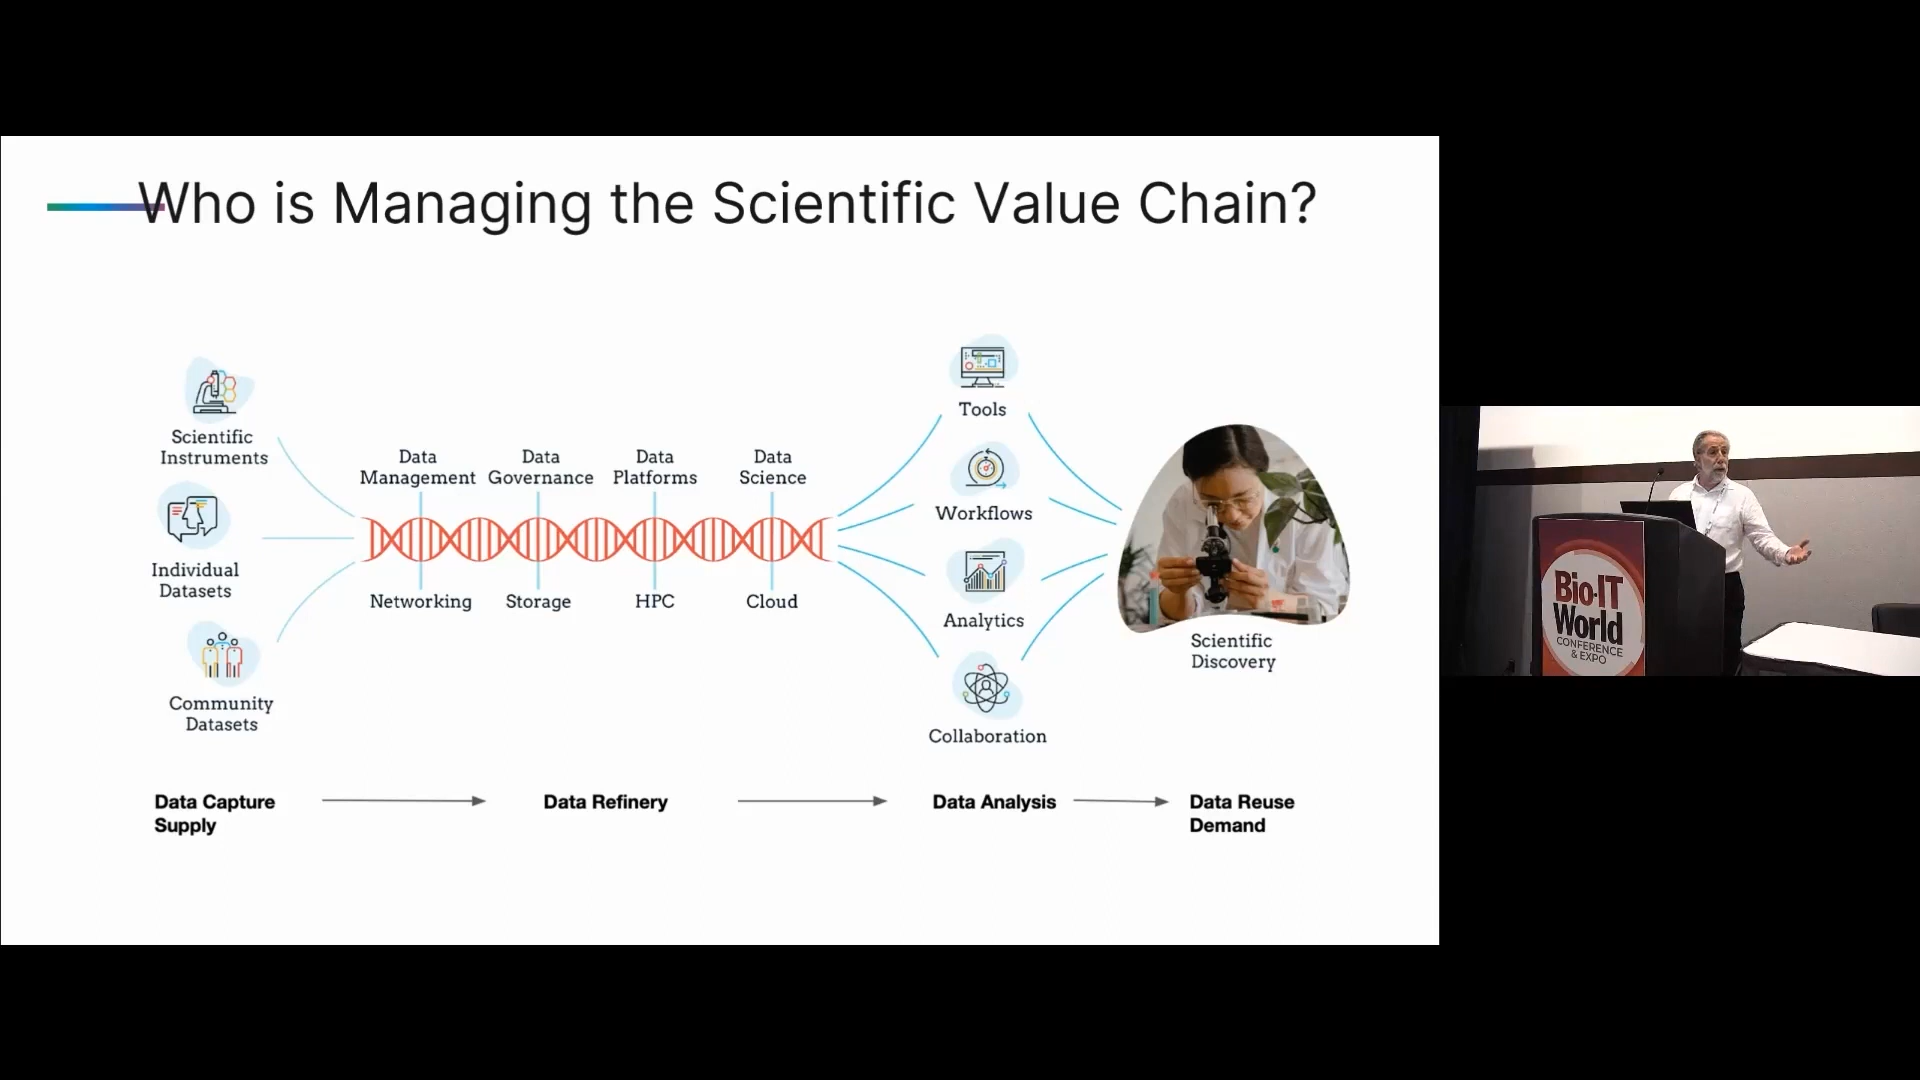 Who is Managing the Scientific Value Chain?
Scientific
Instruments
Individual
Datasets
Community
Datasets
Data
Management
Data
Governance
Data
Platforms
Data
Science
Networking
Storage
HPC
Cloud
Tools
Workflows
Analytics
Collaboration
Scientific
Discovery
Data Capture
Supply
Data Refinery
Data Analysis
Data Reuse
Demand
Bio-IT
World
CONFERENCE
& EXPO